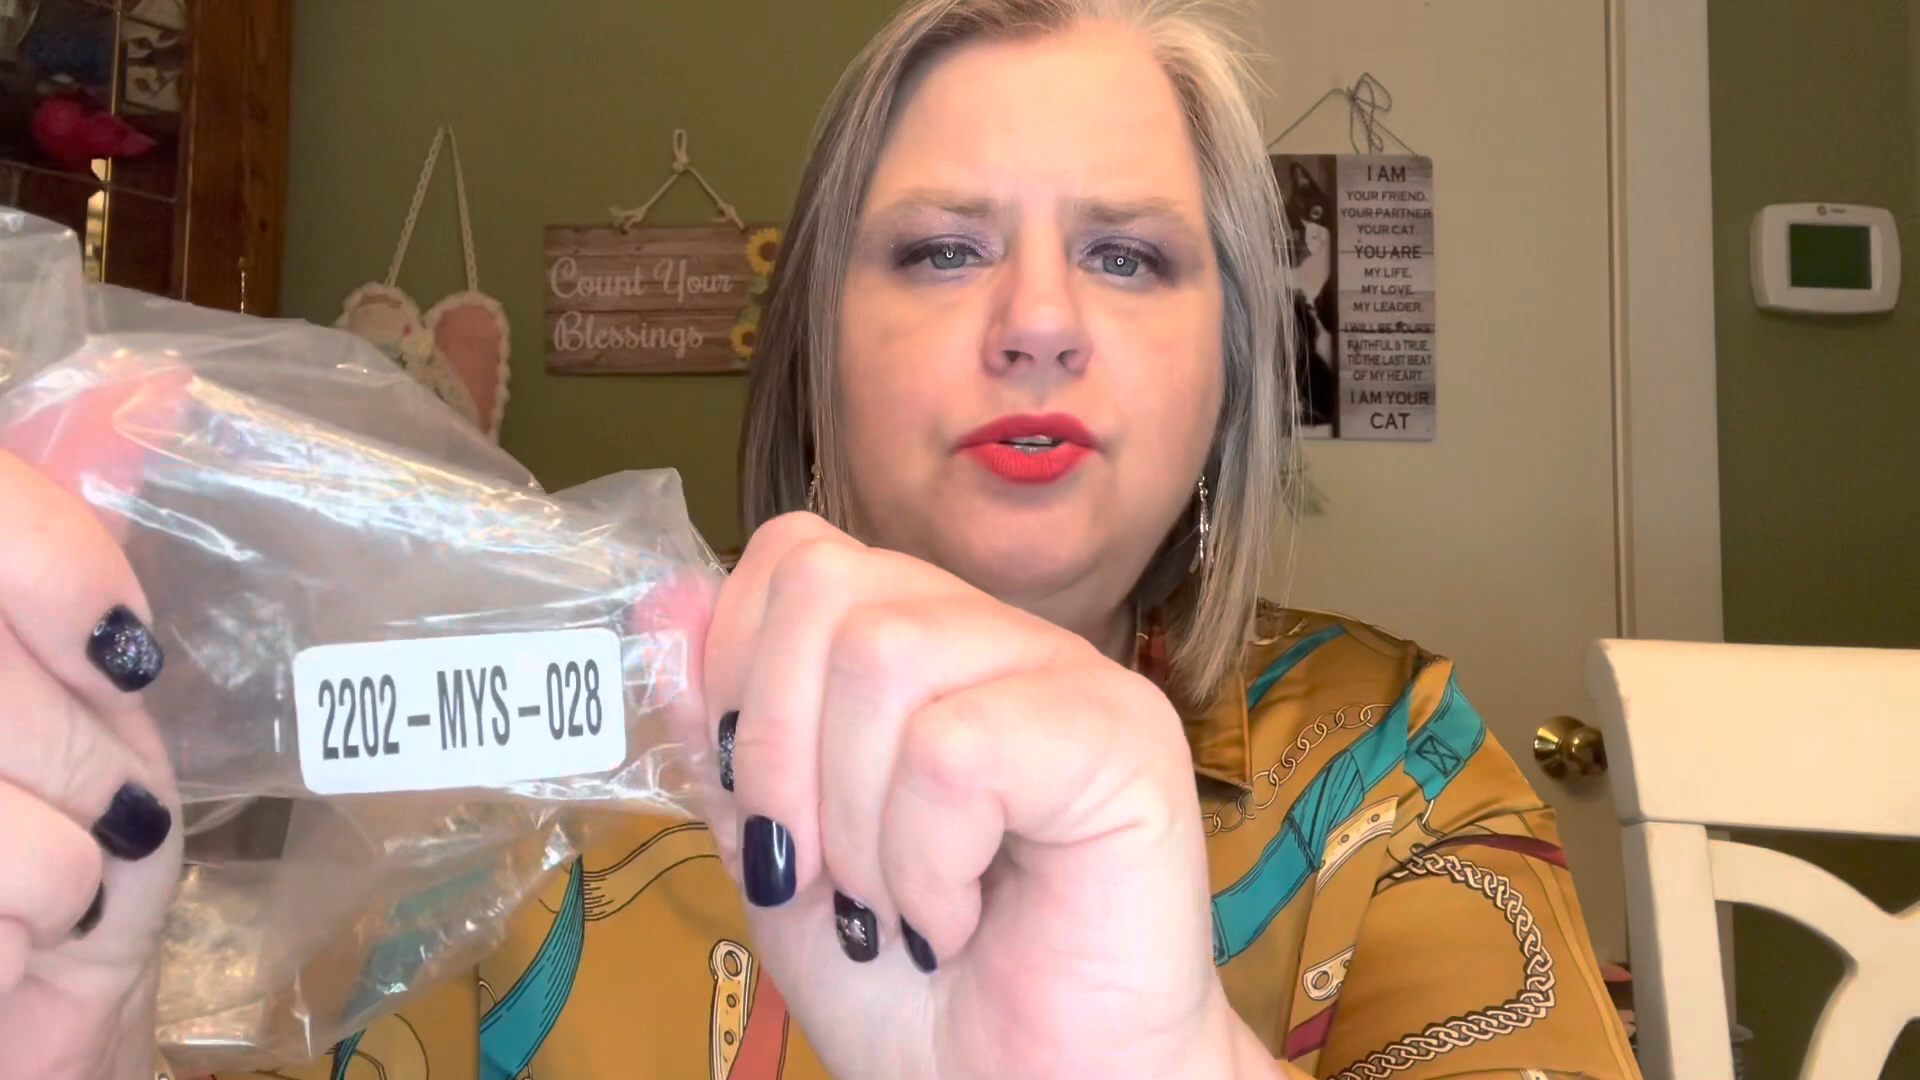 Count Your
Blessings
I AM
YOUR FRIEND,
YOUR PARTNER
YOUR CAT.
YOU ARE
MY LIFE,
MY LOVE,
MY LEADER.
I WILL BE YOURS
FAITHFUL & TRUE,
TO THE LAST BEAT
OF MY HEART.
I AM YOUR
CAT
2202-MYS-028